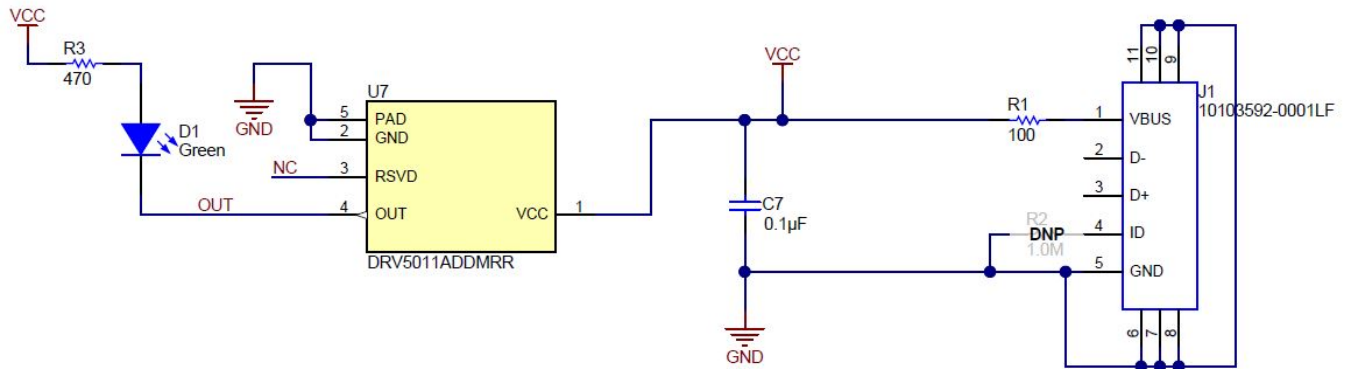 VCC
R3
470
D1
Green
OUT
GND
NC
U7
5 PAD
2 GND
3 RSVD
4 OUT
VCC 1
DRV5011ADDMRR
VCC
C7
0.1µF
GND
R1
100
R2
DNP
1.0M
11 10 9
J1
10103592-0001LF
1 VBUS
2 D-
3 D+
4 ID
5 GND
6 7 8